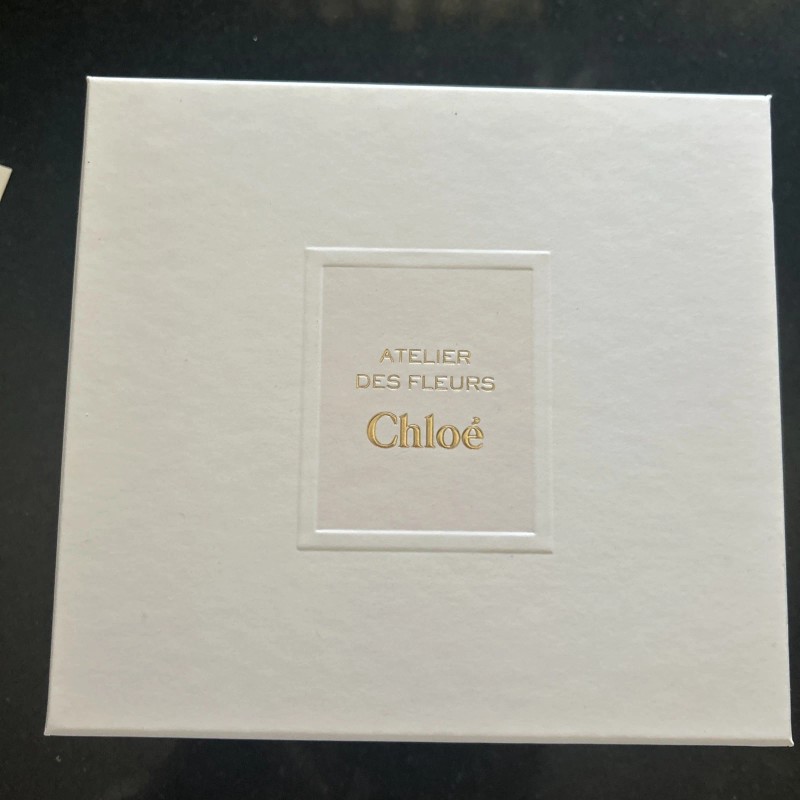 ATELIER
DES FLEURS
Chloé